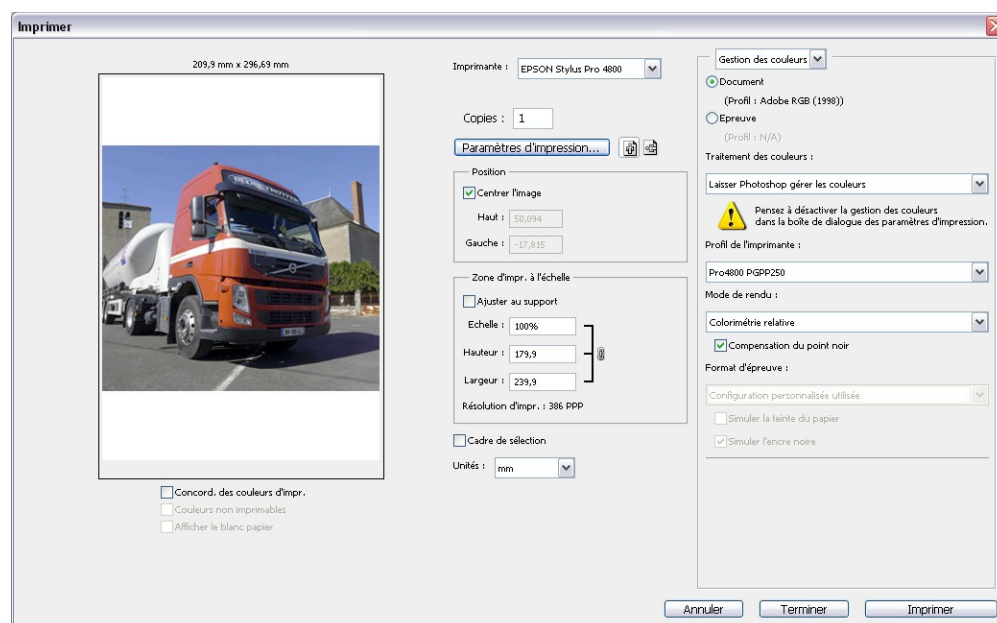 Imprimer
209,9 mm x 296,69 mm
Concord. des couleurs d'impr.
Couleurs non imprimables
Afficher le blanc papier
Imprimante : EPSON Stylus Pro 4800
Copies : 1
Paramètres d'impression...
Position
Centrer l'image
Haut : 50,094
Gauche : -17,815
Zone d'impr. à l'échelle
Ajuster au support
Echelle : 100%
Hauteur : 179,9
Largeur : 239,9
Résolution d'impr. : 386 PPP
Cadre de sélection
Unités : mm
Gestion des couleurs
Document
(Profil : Adobe RGB (1998))
Epreuve
(Profil : N/A)
Traitement des couleurs :
Laisser Photoshop gérer les couleurs
Pensez à désactiver la gestion des couleurs
dans la boîte de dialogue des paramètres d'impression.
Profil de l'imprimante :
Pro4800 PGPP250
Mode de rendu :
Colorimétrie relative
Compensation du point noir
Format d'épreuve :
Configuration personnalisée utilisée
Simuler la teinte du papier
Simuler l'encre noire
Annuler
Terminer
Imprimer